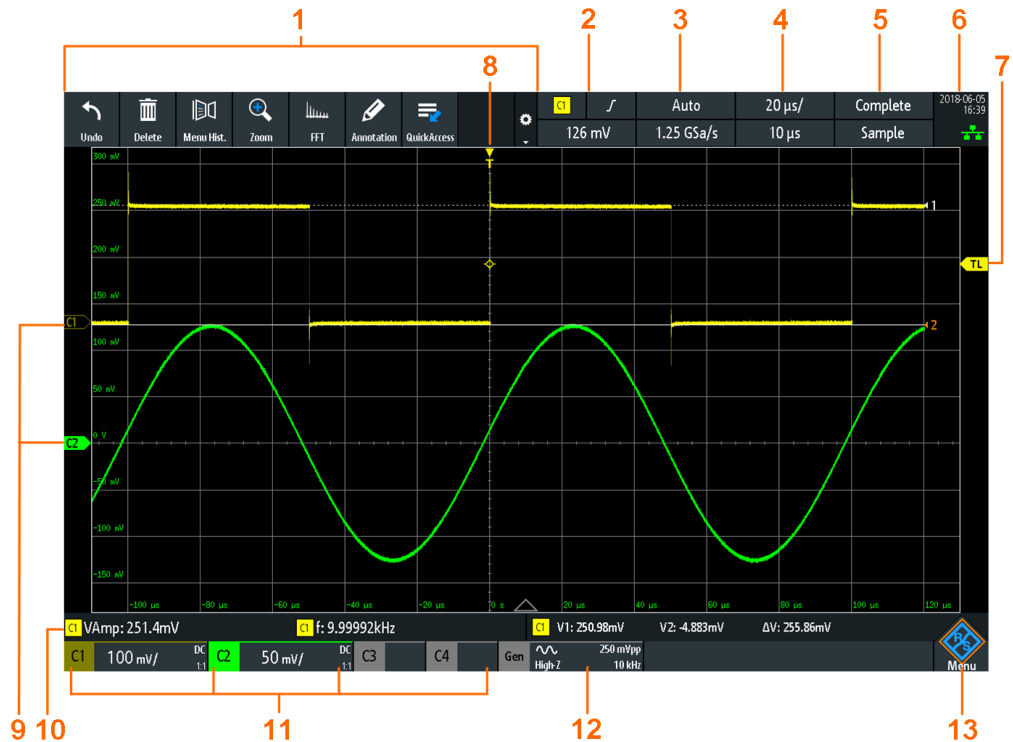 1 2 3 4 5 6
8 7
Undo Delete Menu Hist. Zoom FFT Annotation QuickAccess
C1 Auto 20 µs/ Complete 2018-06-05
16:39
126 mV 1.25 GSa/s 10 µs Sample
T
300 mV
250 mV
1
200 mV
TL
150 mV
C1
2
100 mV
50 mV
C2
0 V
-50 mV
-100 mV
-150 mV
-100 µs -80 µs -60 µs -40 µs -20 µs 0 s 20 µs 40 µs 60 µs 80 µs 100 µs 120 µs
C1 VAmp: 251.4mV C1 f: 9.99992kHz C1 V1: 250.98mV V2: -4.883mV ΔV: 255.86mV
C1 100 mV/ DC 1:1 C2 50 mV/ DC 1:1 C3 C4 Gen High-Z 250 mVpp 10 kHz
R S
Menu
9 10 11 12 13